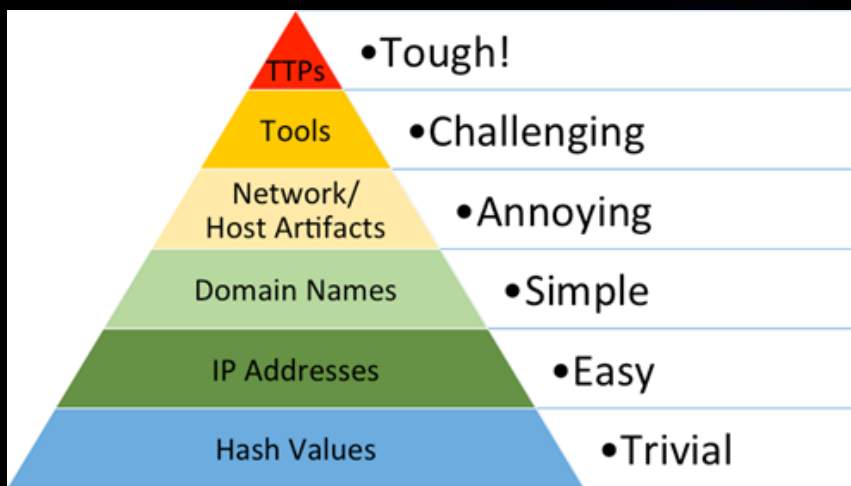 TTPs
•Tough!
Tools
•Challenging
Network/
Host Artifacts
•Annoying
Domain Names
•Simple
IP Addresses
•Easy
Hash Values
•Trivial